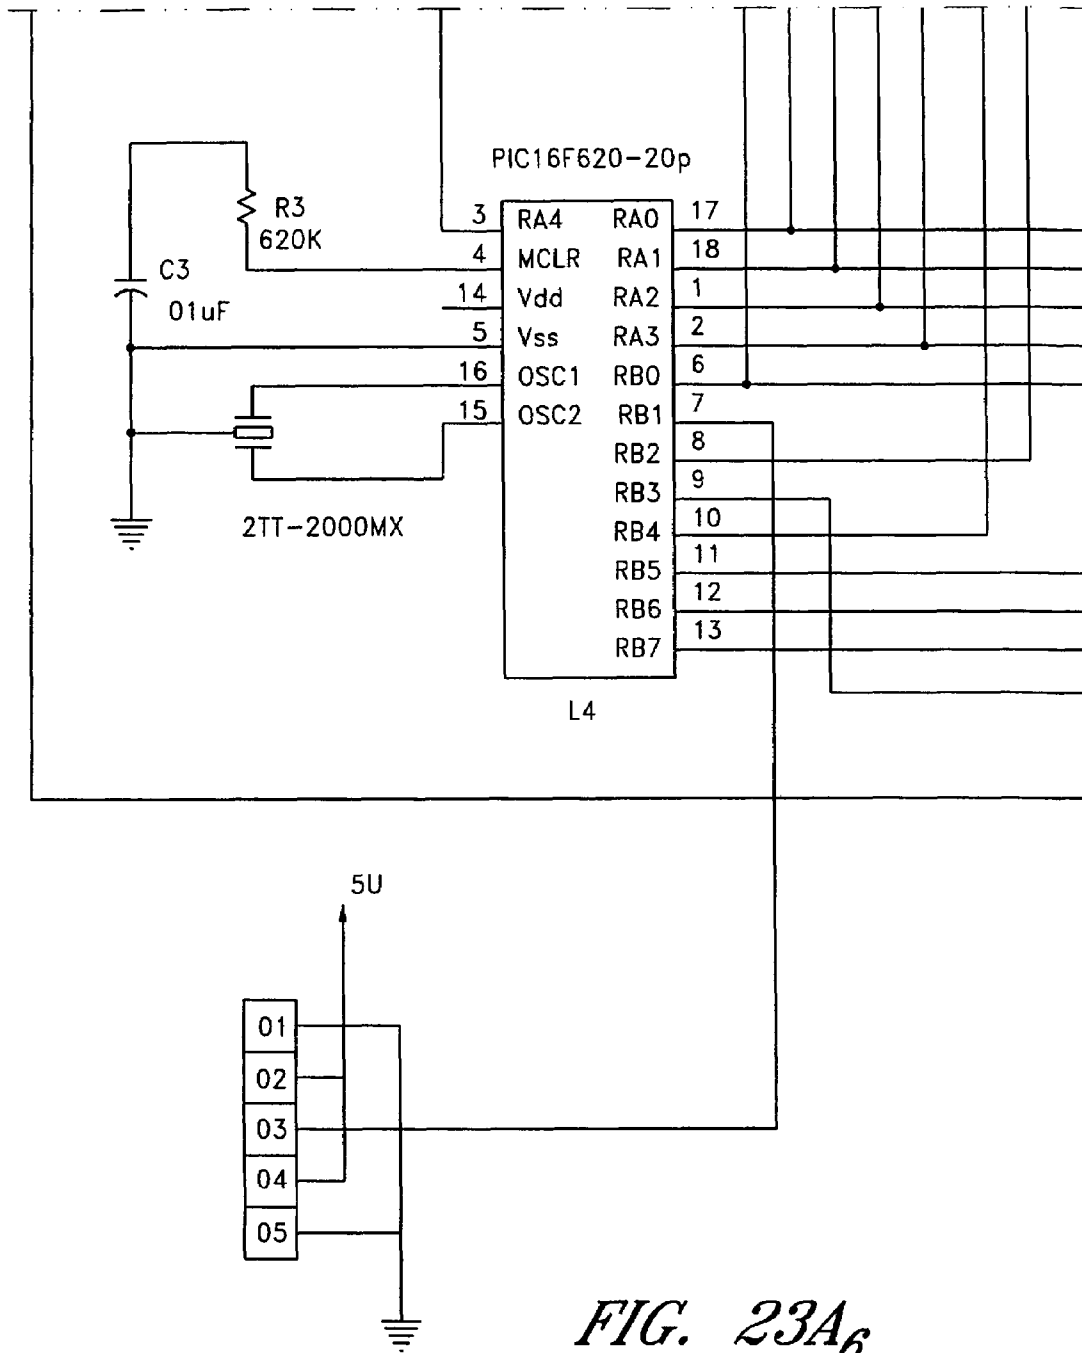 PIC16F620-20p
R3
620K
C3
01uF
3 RA4 RA0 17
4 MCLR RA1 18
14 Vdd RA2 1
5 Vss RA3 2
16 OSC1 RB0 6
15 OSC2 RB1 7
RB2 8
RB3 9
2TT-2000MX
RB4 10
RB5 11
RB6 12
RB7 13
L4
5U
01
02
03
04
05
FIG. 23A6